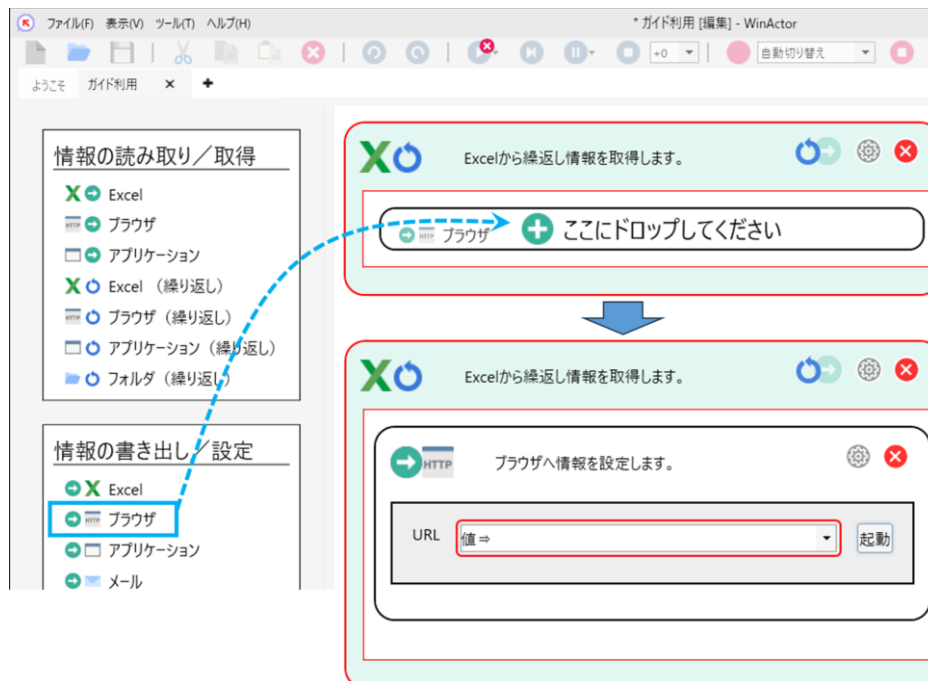 ファイル(F) 表示(V) ツール(T) ヘルプ(H)
* ガイド利用 [編集] - WinActor
+0
自動切り替え
ようこそ
ガイド利用
情報の読み取り／取得
Excel
HTTP ブラウザ
アプリケーション
Excel （繰り返し）
HTTP ブラウザ（繰り返し）
アプリケーション（繰り返し）
フォルダ（繰り返し）
情報の書き出し／設定
Excel
HTTP ブラウザ
アプリケーション
メール
Excelから繰返し情報を取得します。
HTTP ブラウザ
ここにドロップしてください
Excelから繰返し情報を取得します。
HTTP
ブラウザへ情報を設定します。
URL
値⇒
起動